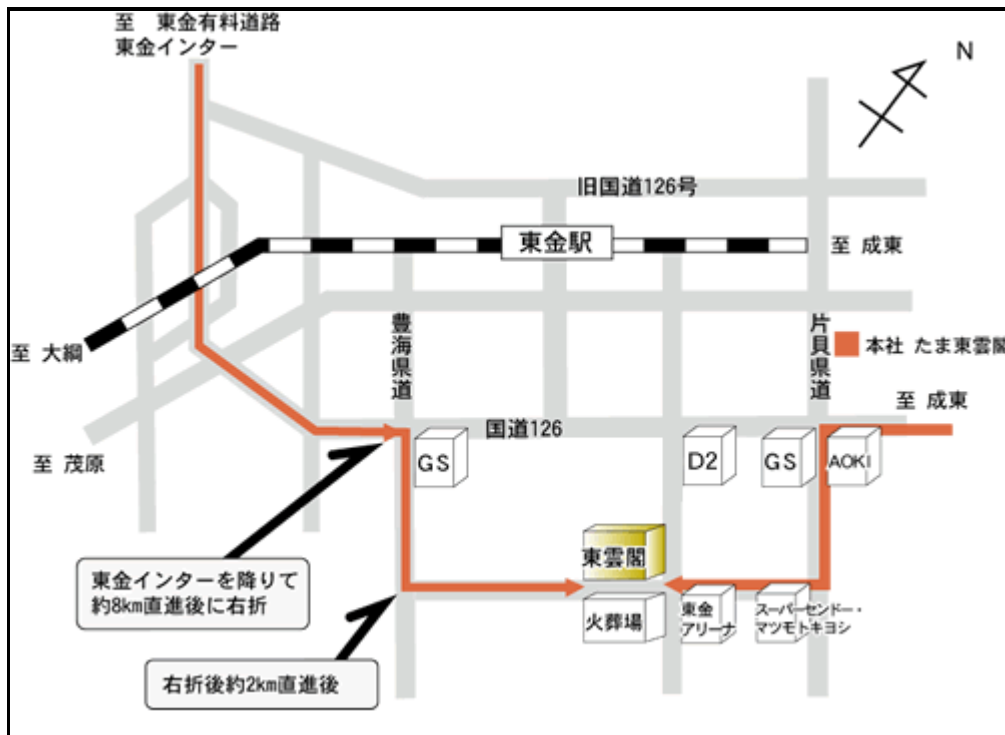 至 東金有料道路
東金インター
N
旧国道126号
東金駅
至 成東
豊海県道
片貝県道
至 大綱
本社 たま東雲閣
至 成東
国道126
至 茂原
GS
D2
GS
AOKI
東金インターを降りて
約8km直進後に右折
東雲閣
火葬場
東金
アリーナ
スーパーセンドー・
マツモトキヨシ
右折後約2km直進後